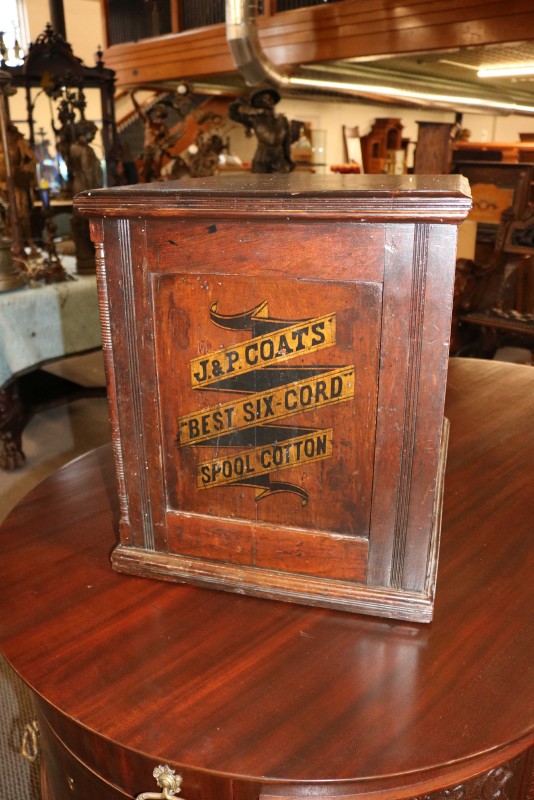 J.&P. COATS'
BEST SIX-CORD
SPOOL COTTON